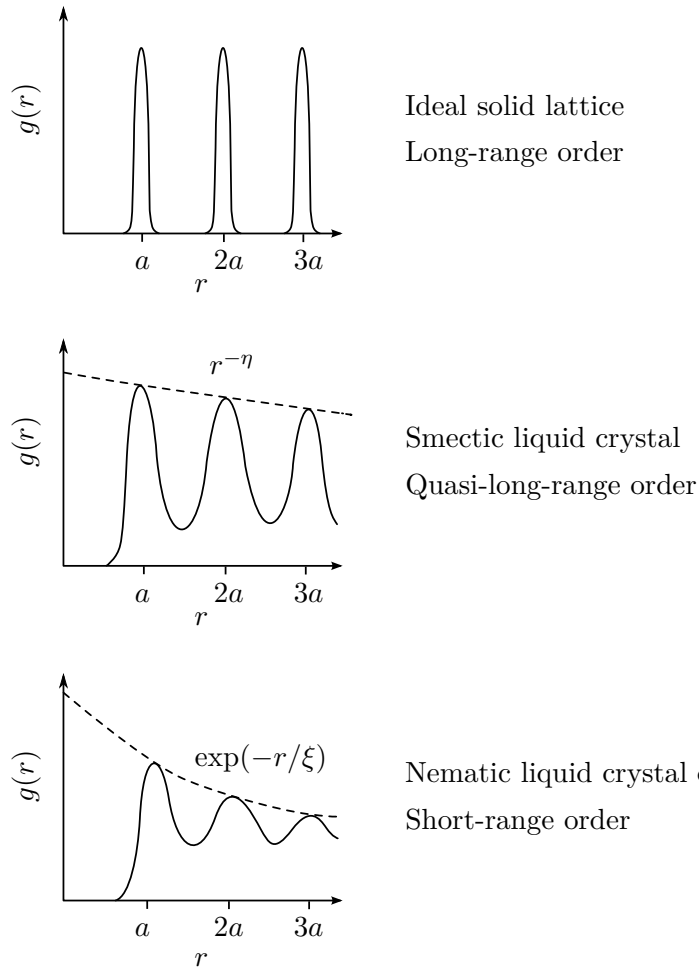 g(r)
Ideal solid lattice
Long-range order
a 2a 3a
r
r^{-η}
g(r)
Smectic liquid crystal
Quasi-long-range order
a 2a 3a
r
exp(−r/ξ)
g(r)
Nematic liquid crystal
Short-range order
a 2a 3a
r